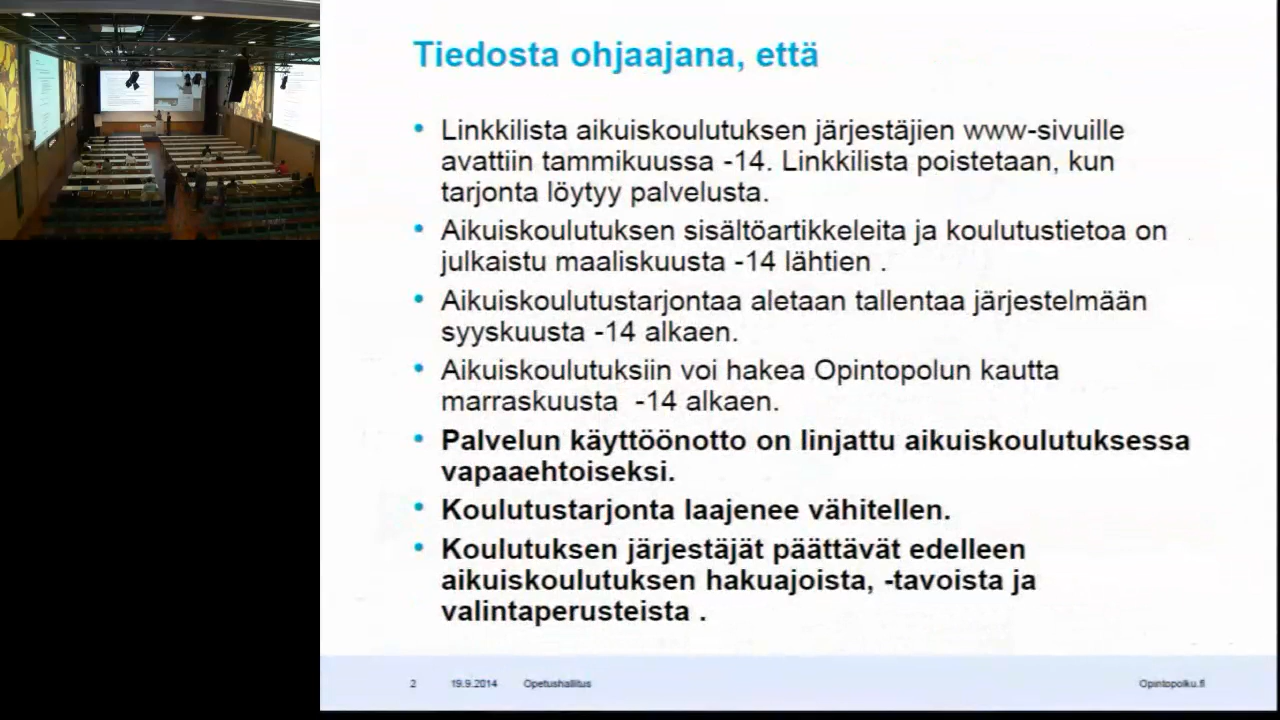 Tiedosta ohjaajana, että
• Linkkilista aikuiskoulutuksen järjestäjien www-sivuille
avattiin tammikuussa -14. Linkkilista poistetaan, kun
tarjonta löytyy palvelusta.
• Aikuiskoulutuksen sisältöartikkeleita ja koulutustietoa on
julkaistu maaliskuusta -14 lähtien .
• Aikuiskoulutustarjontaa aletaan tallentaa järjestelmään
syyskuusta -14 alkaen.
• Aikuiskoulutuksiin voi hakea Opintopolun kautta
marraskuusta -14 alkaen.
• Palvelun käyttöönotto on linjattu aikuiskoulutuksessa
vapaaehtoiseksi.
• Koulutustarjonta laajenee vähitellen.
• Koulutuksen järjestäjät päättävät edelleen
aikuiskoulutuksen hakuajoista, -tavoista ja
valintaperusteista .
2 19.9.2014 Opetushallitus Opintopolku.fi